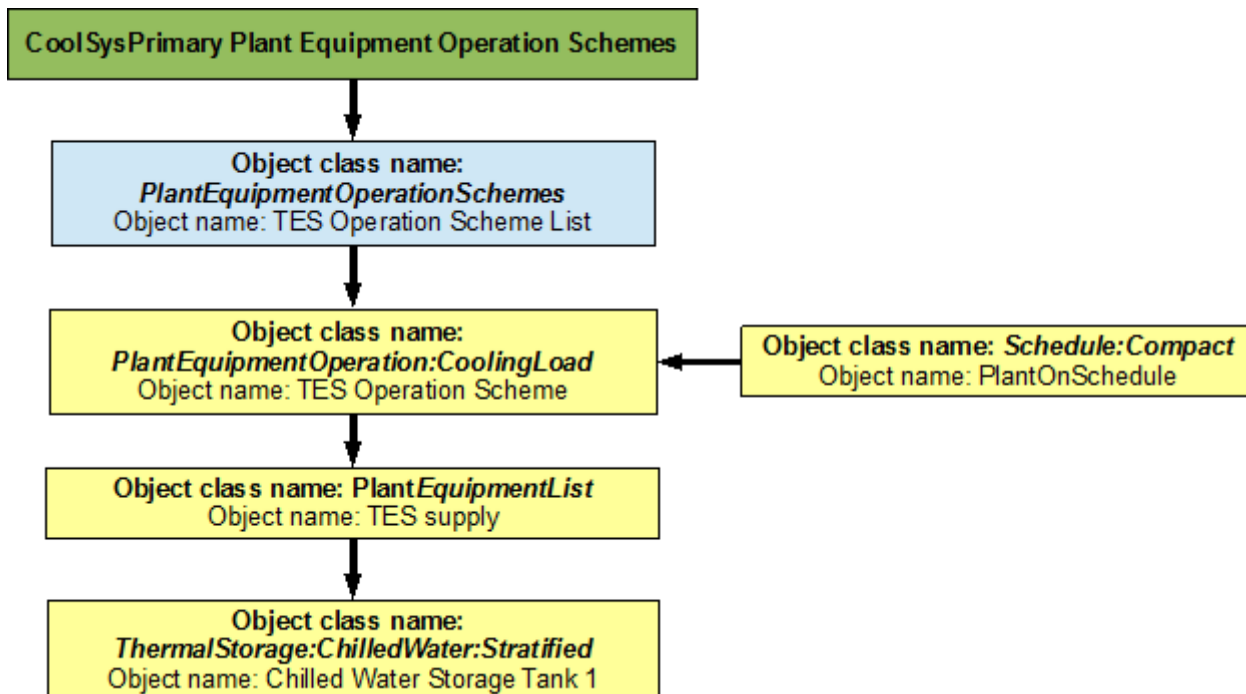 CoolSysPrimary Plant Equipment Operation Schemes
Object class name:
PlantEquipmentOperationSchemes
Object name: TES Operation Scheme List
Object class name:
PlantEquipmentOperation:CoolingLoad
Object name: TES Operation Scheme
Object class name: Schedule:Compact
Object name: PlantOnSchedule
Object class name: PlantEquipmentList
Object name: TES supply
Object class name:
ThermalStorage:ChilledWater:Stratified
Object name: Chilled Water Storage Tank 1